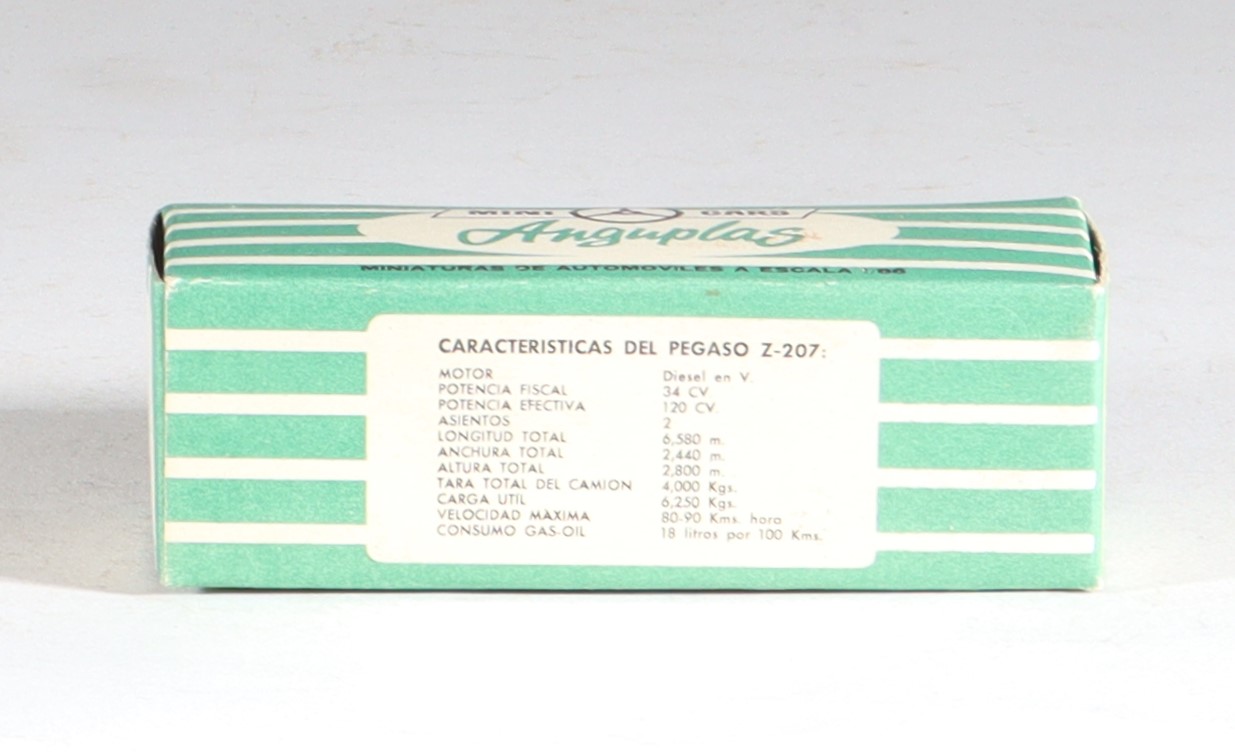 MINI CARS
Anguplas
MINIATURAS DE AUTOMOVILES A ESCALA 1/86
CARACTERISTICAS DEL PEGASO Z-207:
MOTOR Diesel en V.
POTENCIA FISCAL 34 CV.
POTENCIA EFECTIVA 120 CV.
ASIENTOS 2
LONGITUD TOTAL 6,580 m.
ANCHURA TOTAL 2,440 m.
ALTURA TOTAL 2,800 m.
TARA TOTAL DEL CAMION 4,000 Kgs.
CARGA UTIL 6,250 Kgs.
VELOCIDAD MAXIMA 80-90 Kms. hora
CONSUMO GAS-OIL 18 litros por 100 Kms.